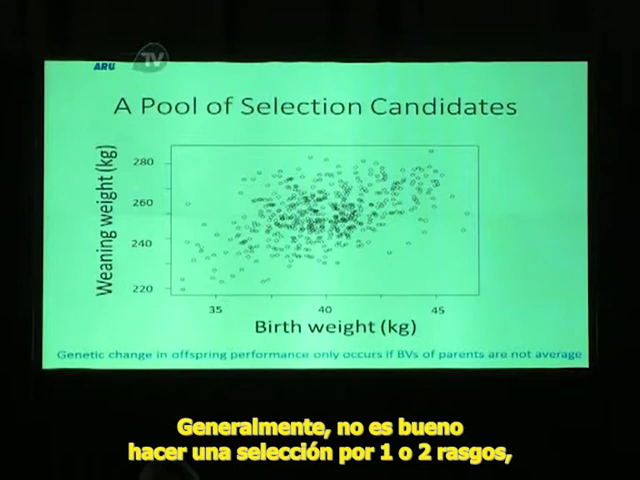 ARU
TV
A Pool of Selection Candidates
Weaning weight (kg)
280
260
240
220
35 40 45
Birth weight (kg)
Genetic change in offspring performance only occurs if BVs of parents are not average
Generalmente, no es bueno
hacer una selección por 1 o 2 rasgos,